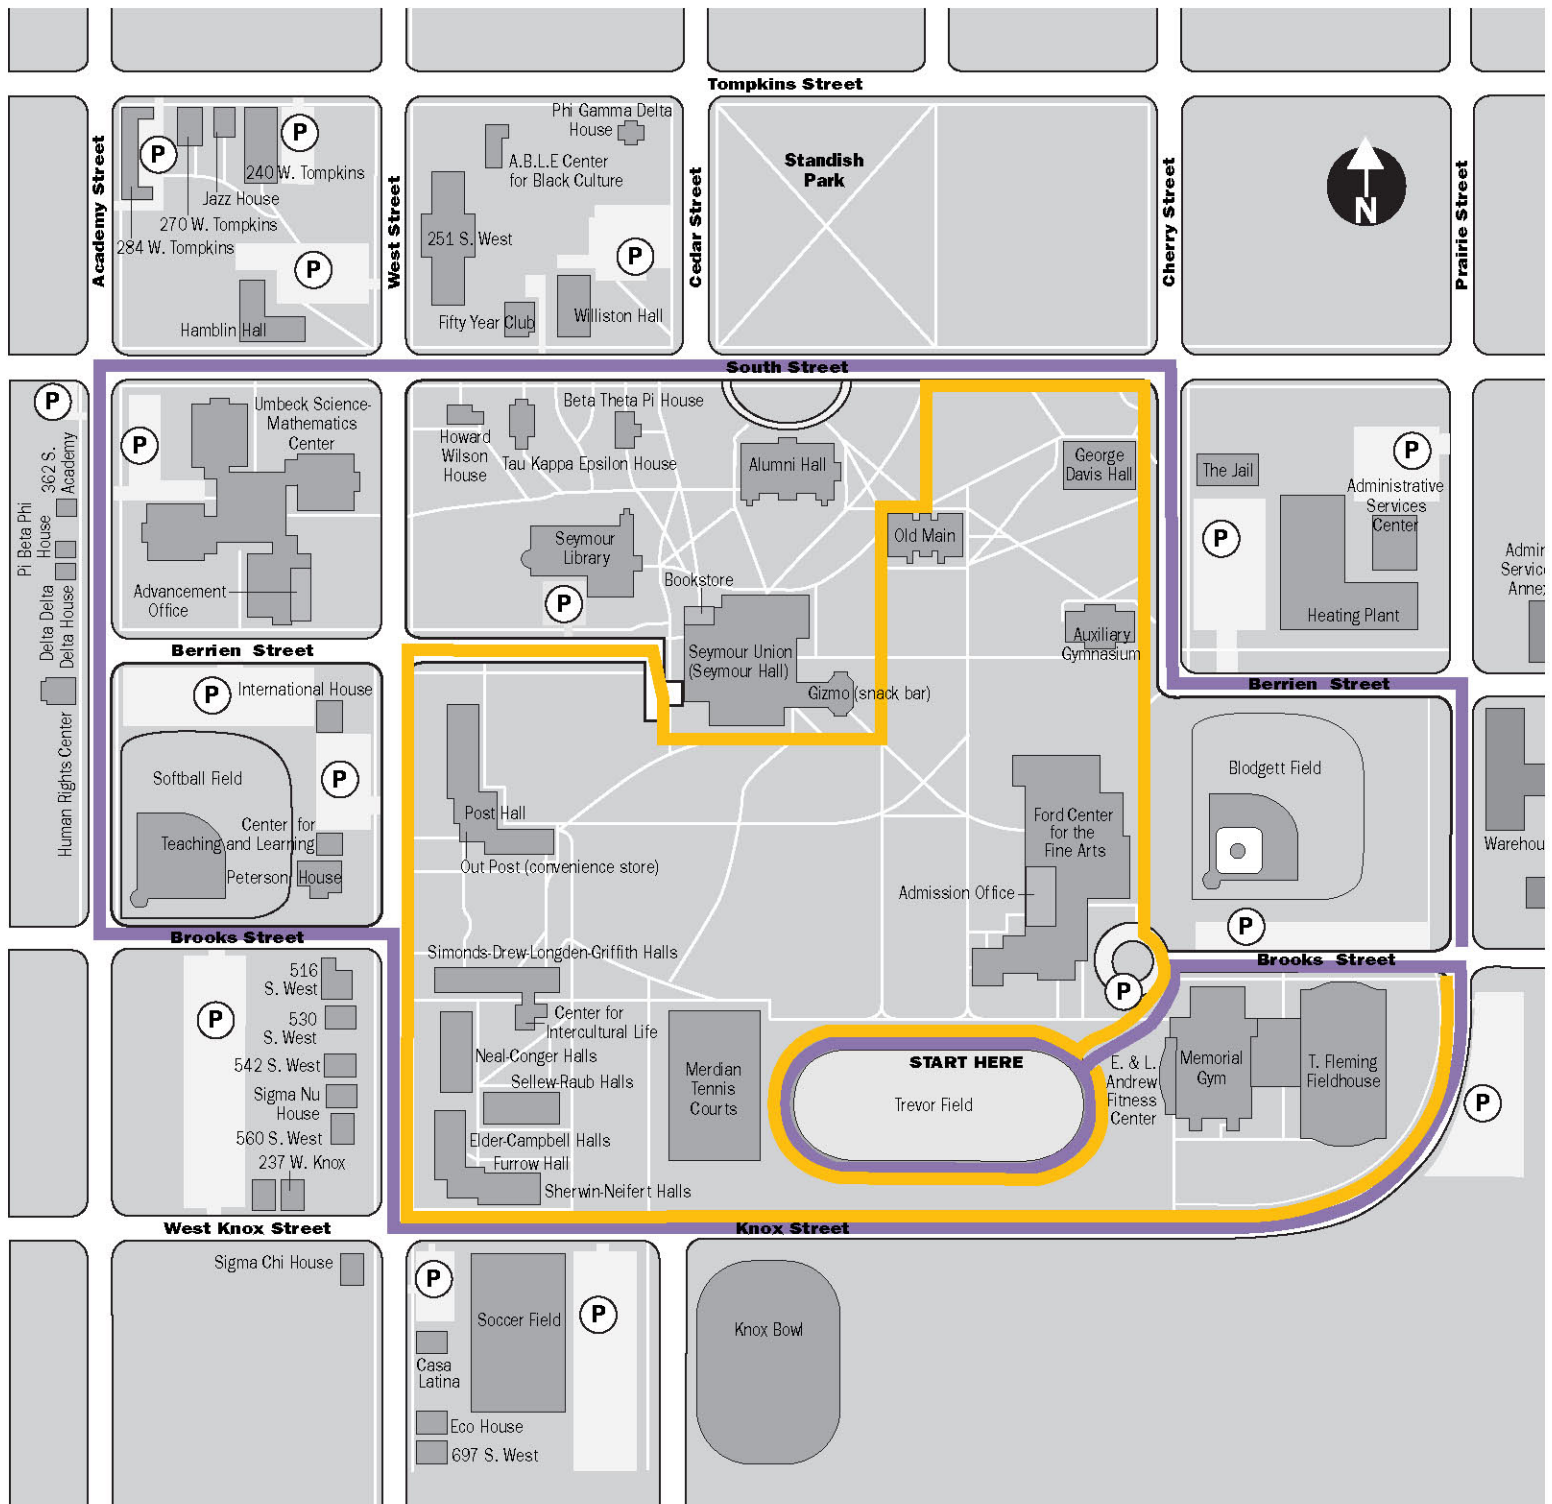 Tompkins Street
Academy Street
West Street
Cedar Street
Cherry Street
Prairie Street
P
P
240 W. Tompkins
Jazz House
270 W. Tompkins
284 W. Tompkins
P
Hamblin Hall
Phi Gamma Delta
House
A.B.L.E Center
for Black Culture
251 S. West
P
Fifty Year Club
Williston Hall
Standish
Park
N
South Street
P
362 S.
Academy
Pi Beta Phi
House
Delta Delta
Delta House
Human Rights Center
P
Umbeck Science-
Mathematics
Center
Advancement
Office
Howard
Wilson
House
Tau Kappa Epsilon House
Beta Theta Pi House
Alumni Hall
George
Davis Hall
The Jail
P
Administrative
Services
Center
P
Seymour
Library
P
Old Main
Bookstore
Heating Plant
Admin
Servic
Anne
Auxiliary
Gymnasium
Berrien Street
Seymour Union
(Seymour Hall)
Gizmo (snack bar)
Berrien Street
P
International House
Softball Field
P
Center for
Teaching and Learning
Peterson House
Post Hall
Out Post (convenience store)
Ford Center
for the
Fine Arts
Admission Office
Blodgett Field
P
Warehou
Brooks Street
Brooks Street
Simonds-Drew-Longden-Griffith Halls
P
516
S. West
530
S. West
542 S. West
Sigma Nu
House
560 S. West
237 W. Knox
P
Center for
Intercultural Life
Neal-Conger Halls
Sellew-Raub Halls
Elder-Campbell Halls
Furrow Hall
Sherwin-Neifert Halls
Merdian
Tennis
Courts
START HERE
Trevor Field
E. & L.
Andrew
Fitness
Center
Memorial
Gym
T. Fleming
Fieldhouse
P
West Knox Street
Knox Street
Sigma Chi House
P
Soccer Field
P
Knox Bowl
Casa
Latina
Eco House
697 S. West